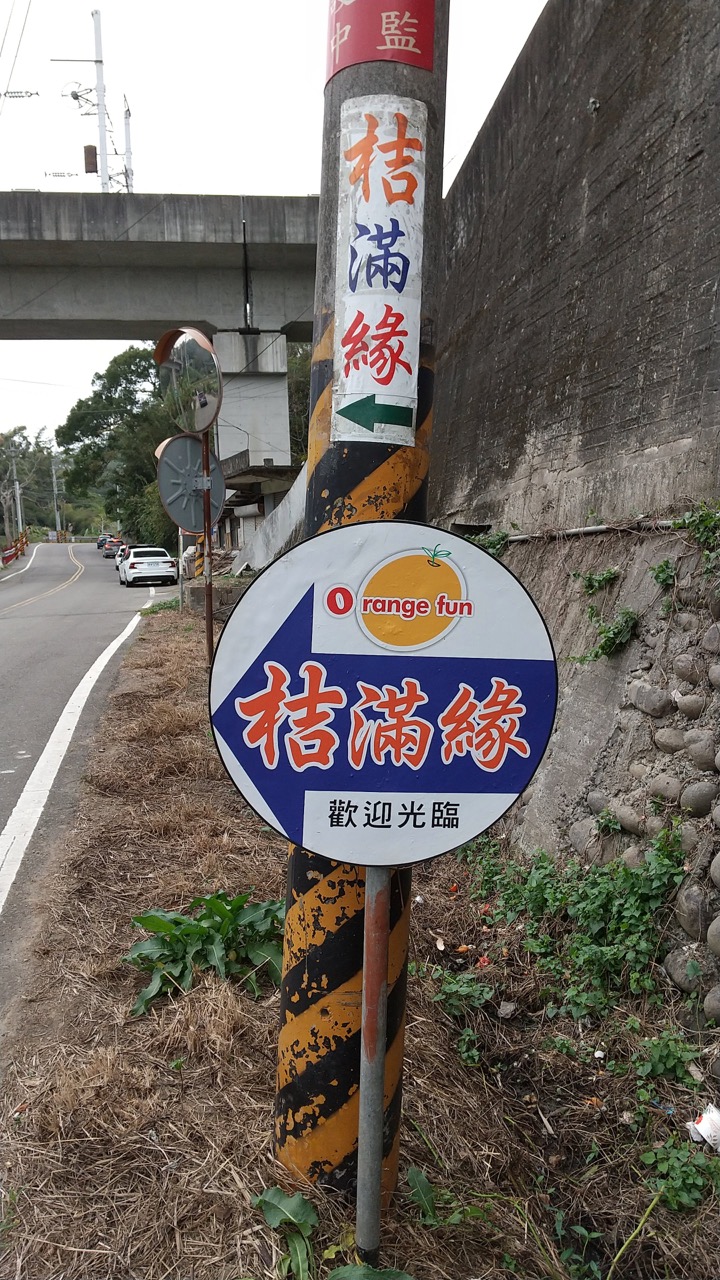 中 監
桔
滿
緣
Orange fun
桔滿緣
歡迎光臨